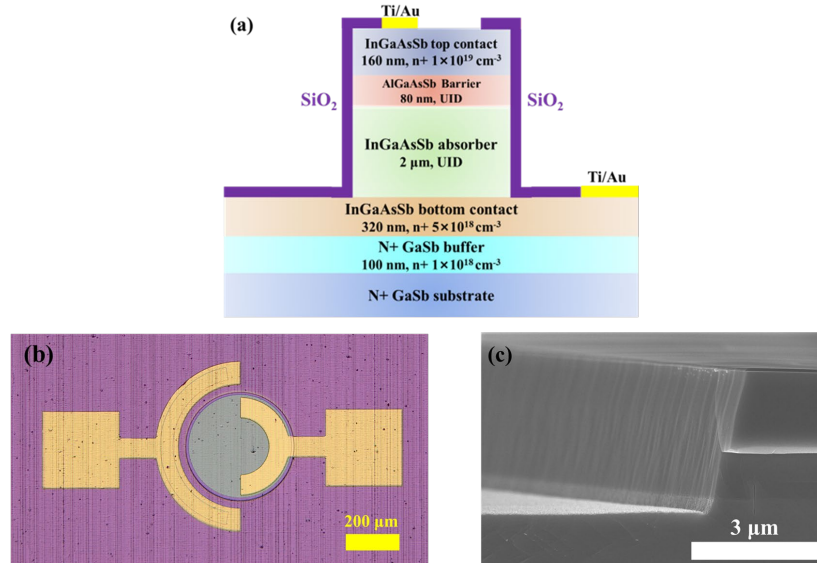 (a)
Ti/Au
InGaAsSb top contact
160 nm, n+ 1×10¹⁹ cm⁻³
AlGaAsSb Barrier
80 nm, UID
SiO₂
SiO₂
InGaAsSb absorber
2 μm, UID
Ti/Au
InGaAsSb bottom contact
320 nm, n+ 5×10¹⁸ cm⁻³
N+ GaSb buffer
100 nm, n+ 1×10¹⁸ cm⁻³
N+ GaSb substrate
(b)
200 μm
(c)
3 μm